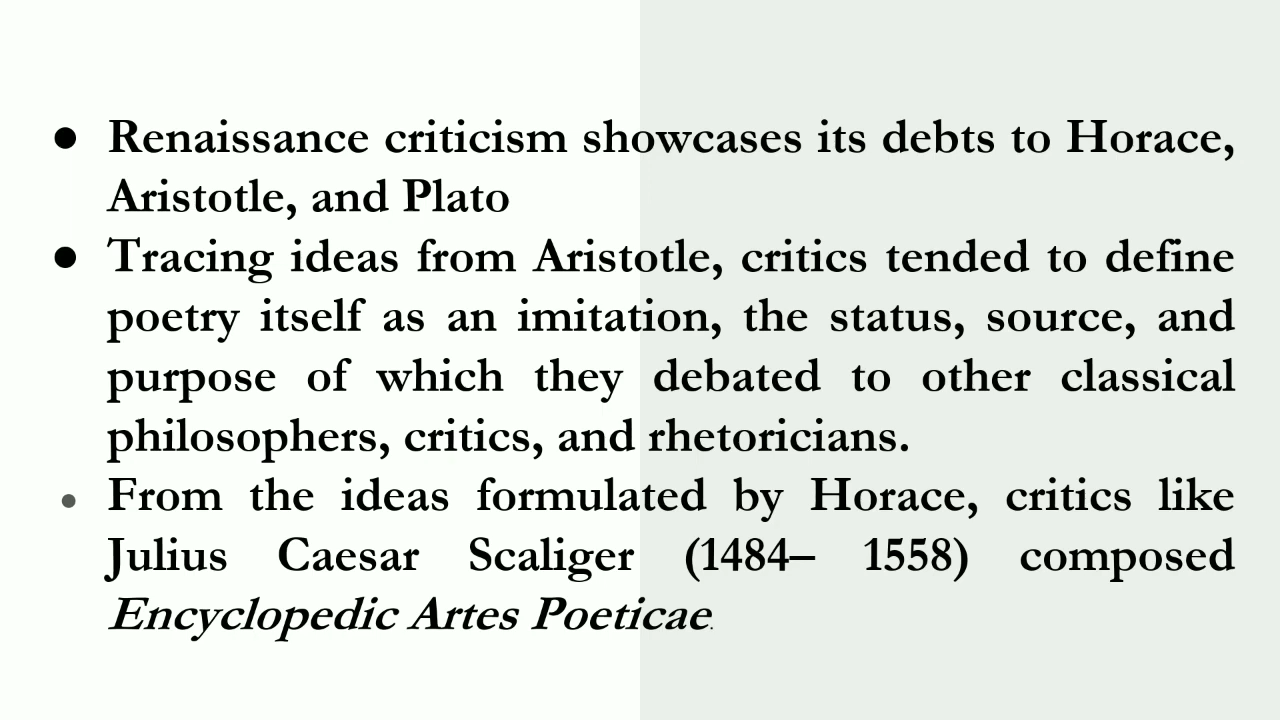 ● Renaissance criticism showcases its debts to Horace,
Aristotle, and Plato
● Tracing ideas from Aristotle, critics tended to define
poetry itself as an imitation, the status, source, and
purpose of which they debated to other classical
philosophers, critics, and rhetoricians.
● From the ideas formulated by Horace, critics like
Julius Caesar Scaliger (1484– 1558) composed
Encyclopedic Artes Poeticae.